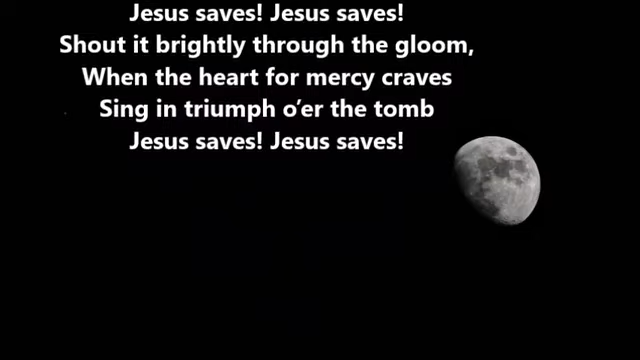 Jesus saves! Jesus saves!
Shout it brightly through the gloom,
When the heart for mercy craves
Sing in triumph o’er the tomb
Jesus saves! Jesus saves!